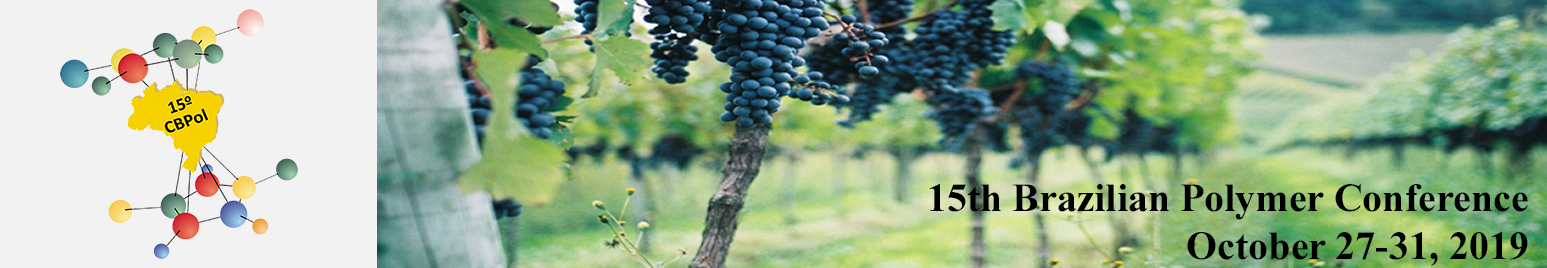 15º
CBPol
15th Brazilian Polymer Conference
October 27-31, 2019